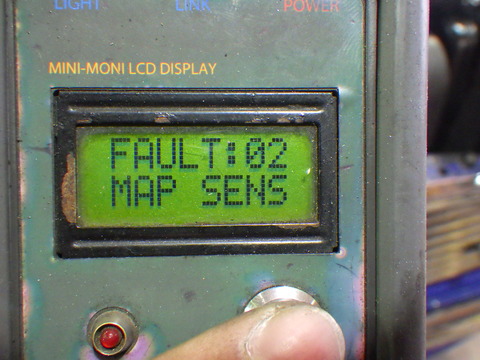 LIGHT LINK POWER
MINI-MONI LCD DISPLAY
FAULT:02
MAP SENS